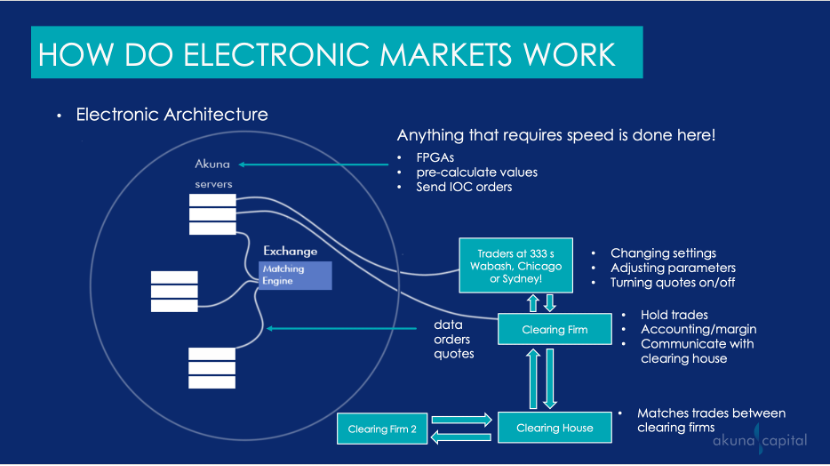 HOW DO ELECTRONIC MARKETS WORK
• Electronic Architecture
Anything that requires speed is done here!
• FPGAs
• pre-calculate values
• Send IOC orders
Akuna
servers
Exchange
Matching
Engine
Traders at 333 s
Wabash, Chicago
or Sydney!
• Changing settings
• Adjusting parameters
• Turning quotes on/off
data
orders
quotes
Clearing Firm
• Hold trades
• Accounting/margin
• Communicate with
clearing house
Clearing Firm 2
Clearing House
• Matches trades between
clearing firms
akuna capital